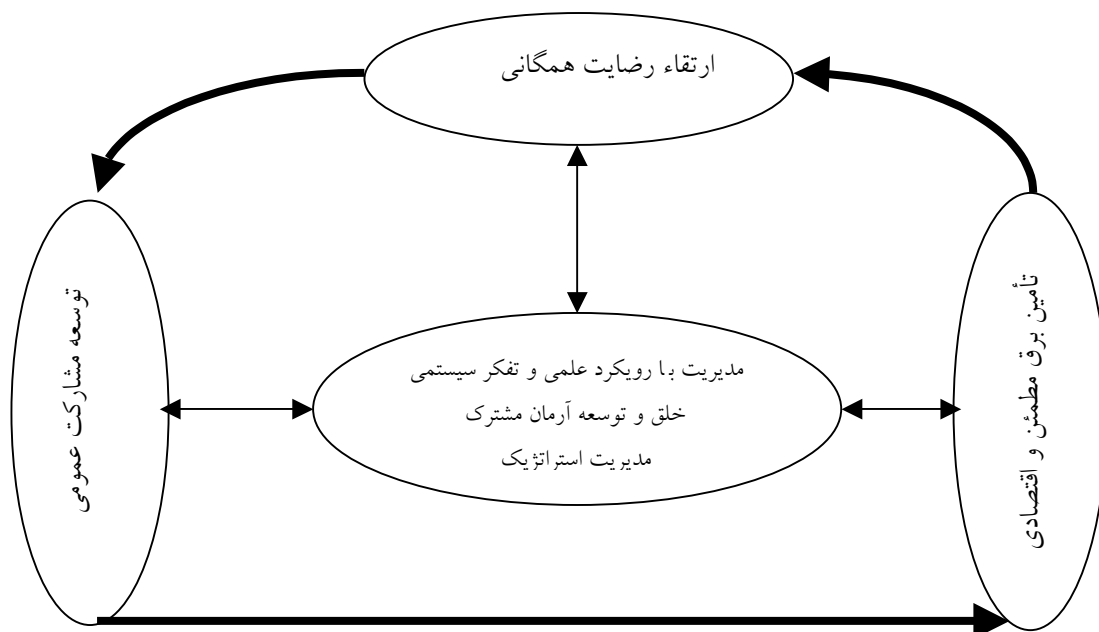 ارتقاء رضایت همگانی
تأمین برق مطمئن و اقتصادی
مدیریت با رویکرد علمی و تفکر سیستمی
خلق و توسعه آرمان مشترک
مدیریت استراتژیک
توسعه مشارکت عمومی